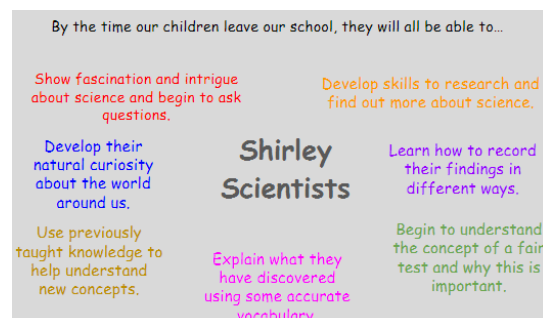 By the time our children leave our school, they will all be able to...
Show fascination and intrigue
about science and begin to ask
questions.
Develop skills to research and
find out more about science.
Develop their
natural curiosity
about the world
around us.
Shirley
Scientists
Learn how to record
their findings in
different ways.
Use previously
taught knowledge to
help understand
new concepts.
Explain what they
have discovered
using some accurate
vocabulary
Begin to understand
the concept of a fair
test and why this is
important.